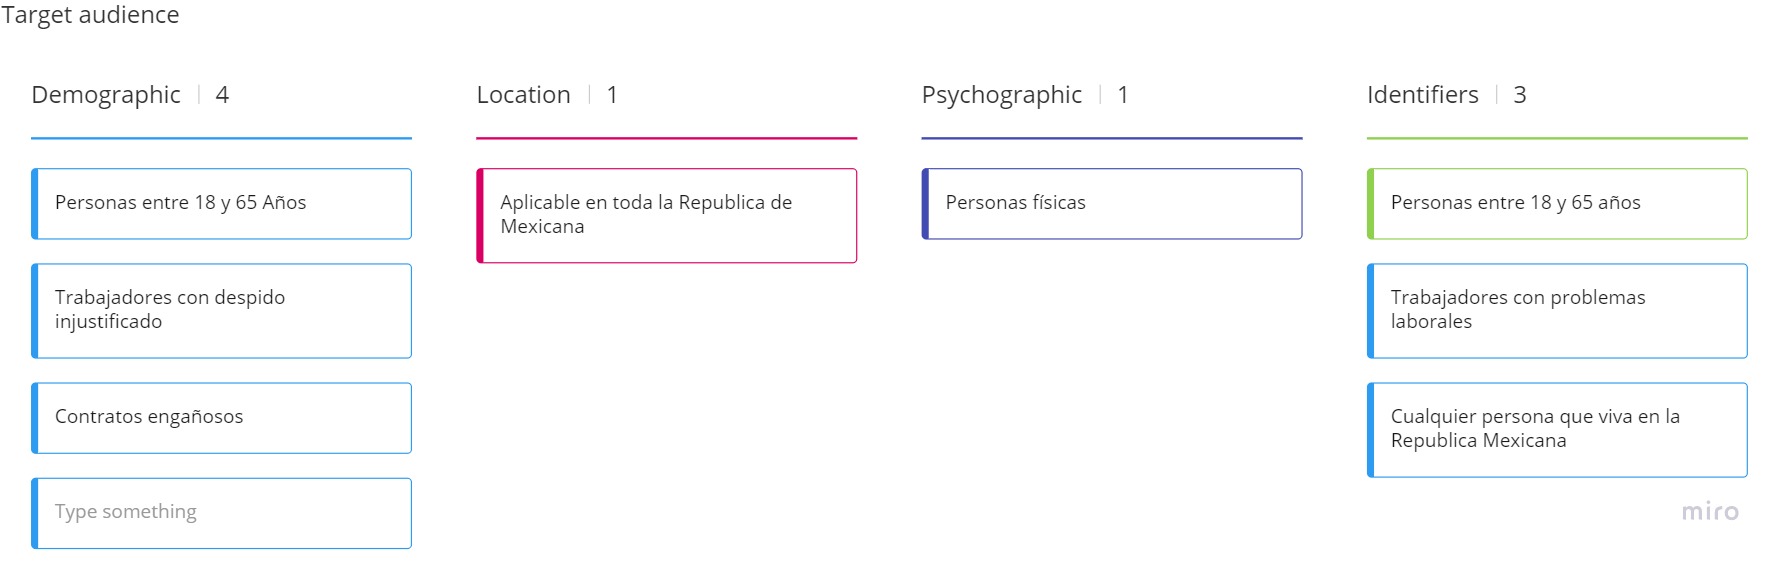 Target audience
Demographic 4
Personas entre 18 y 65 Años
Trabajadores con despido
injustificado
Contratos engañosos
Type something
Location 1
Aplicable en toda la Republica de
Mexicana
Psychographic 1
Personas físicas
Identifiers 3
Personas entre 18 y 65 años
Trabajadores con problemas
laborales
Cualquier persona que viva en la
Republica Mexicana
miro